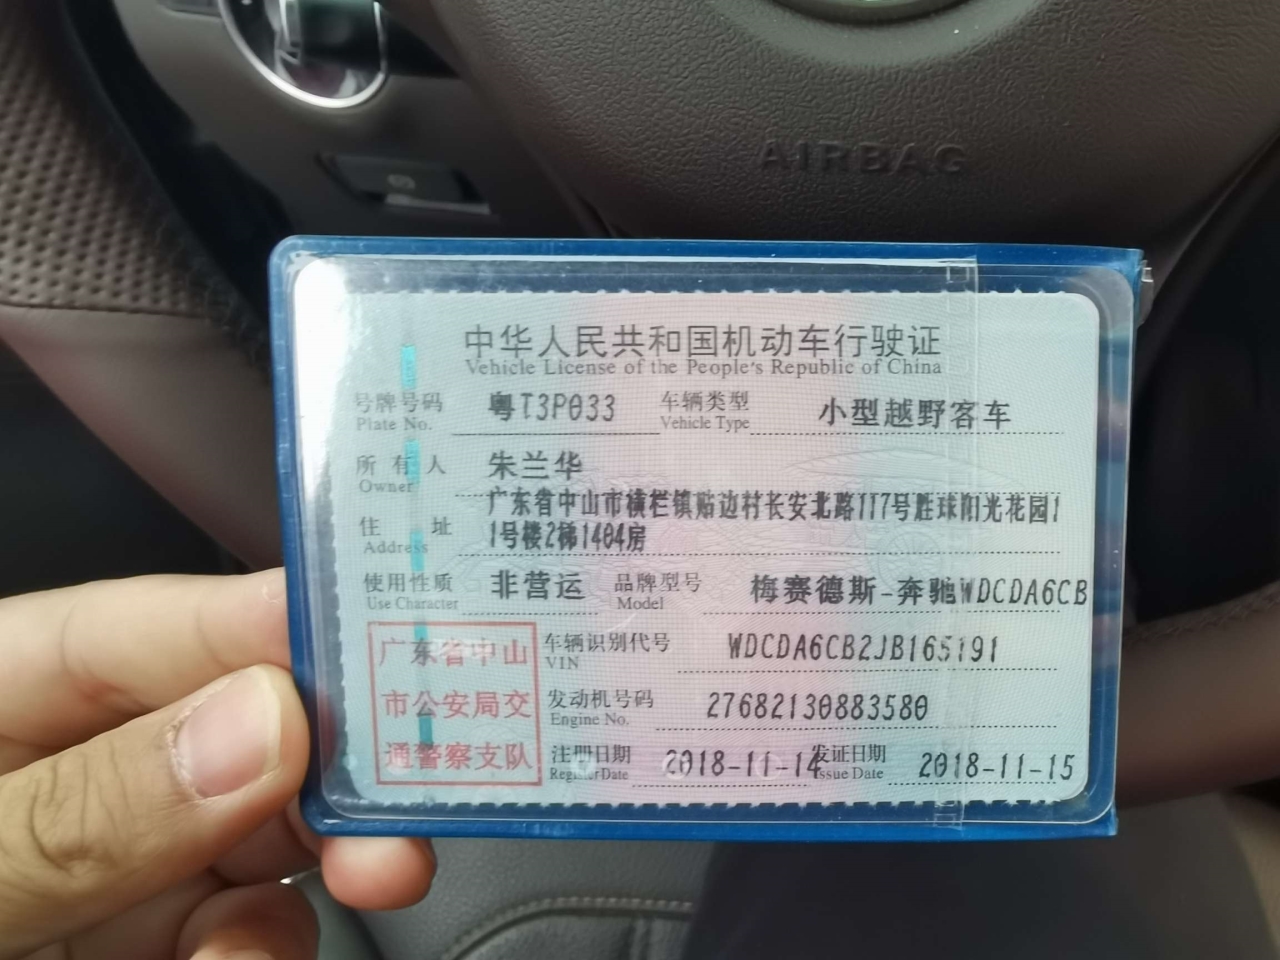 AIRBAG
中华人民共和国机动车行驶证
Vehicle License of the People's Republic of China
号牌号码 粤T3P033 车辆类型 小型越野客车
Plate No. Vehicle Type
所有人 朱兰华
Owner
住址 广东省中山市横栏镇贴边村长安北路117号胜球阳光花园1
1号楼2梯1404房
Address
使用性质 非营运 品牌型号 梅赛德斯-奔驰WDCDA6CB
Use Character Model
广东省中山
市公安局交
通警察支队
车辆识别代号 WDCDA6CB2JB165191
VIN
发动机号码 27682130883580
Engine No.
注册日期 2018-11-14 发证日期 2018-11-15
Register Date Issue Date